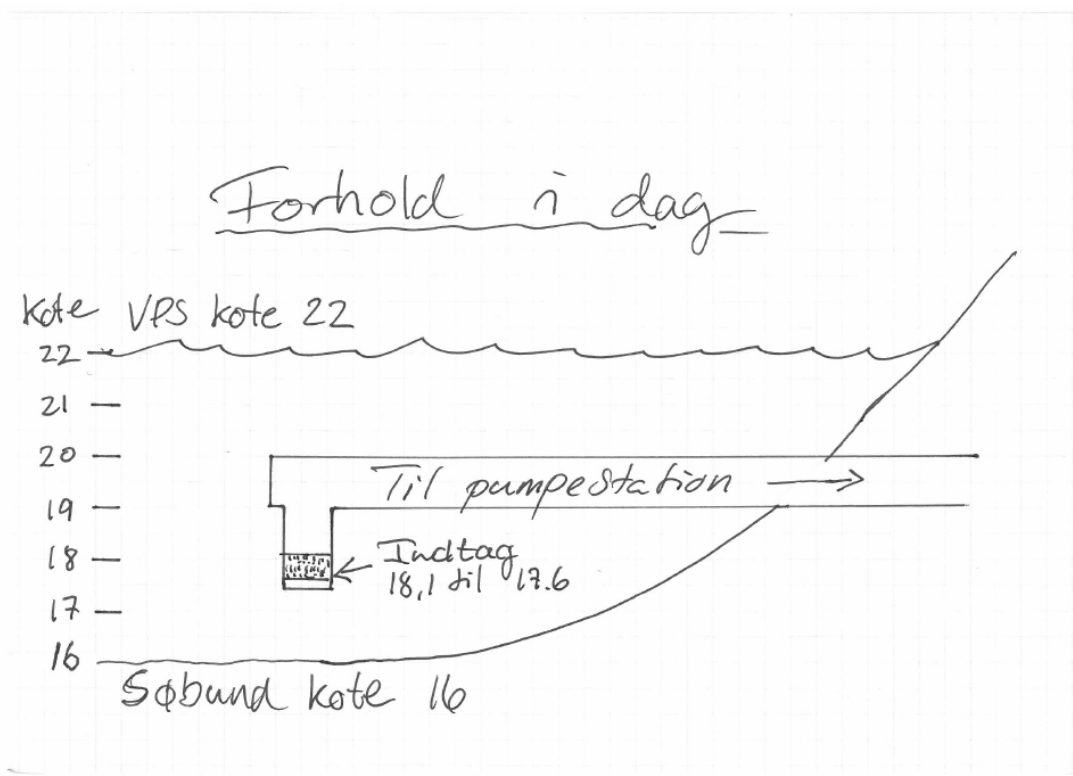 Forhold i dag
kote VPS kote 22
22
21
20
Til pumpestation
19
18
Indtag
18,1 til 17.6
17
16
Søbund kote 16